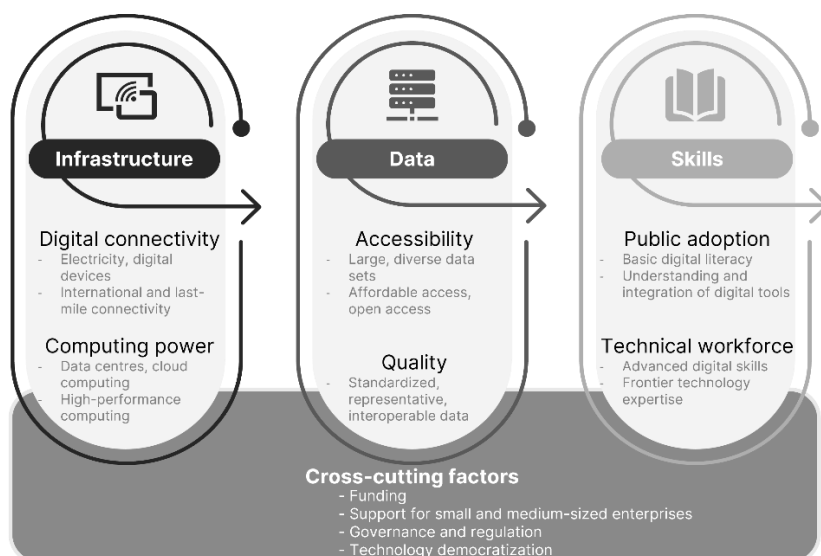 Infrastructure
Digital connectivity
- Electricity, digital
devices
- International and last-
mile connectivity
Computing power
- Data centres, cloud
computing
- High-performance
computing
Data
Accessibility
- Large, diverse data
sets
- Affordable access,
open access
Quality
- Standardized,
representative,
interoperable data
Skills
Public adoption
- Basic digital literacy
- Understanding and
integration of digital tools
Technical workforce
- Advanced digital skills
- Frontier technology
expertise
Cross-cutting factors
- Funding
- Support for small and medium-sized enterprises
- Governance and regulation
- Technology democratization